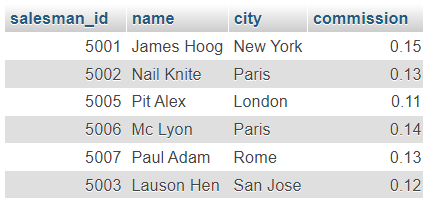 salesman_id name city commission
5001 James Hoog New York 0.15
5002 Nail Knite Paris 0.13
5005 Pit Alex London 0.11
5006 Mc Lyon Paris 0.14
5007 Paul Adam Rome 0.13
5003 Lauson Hen San Jose 0.12